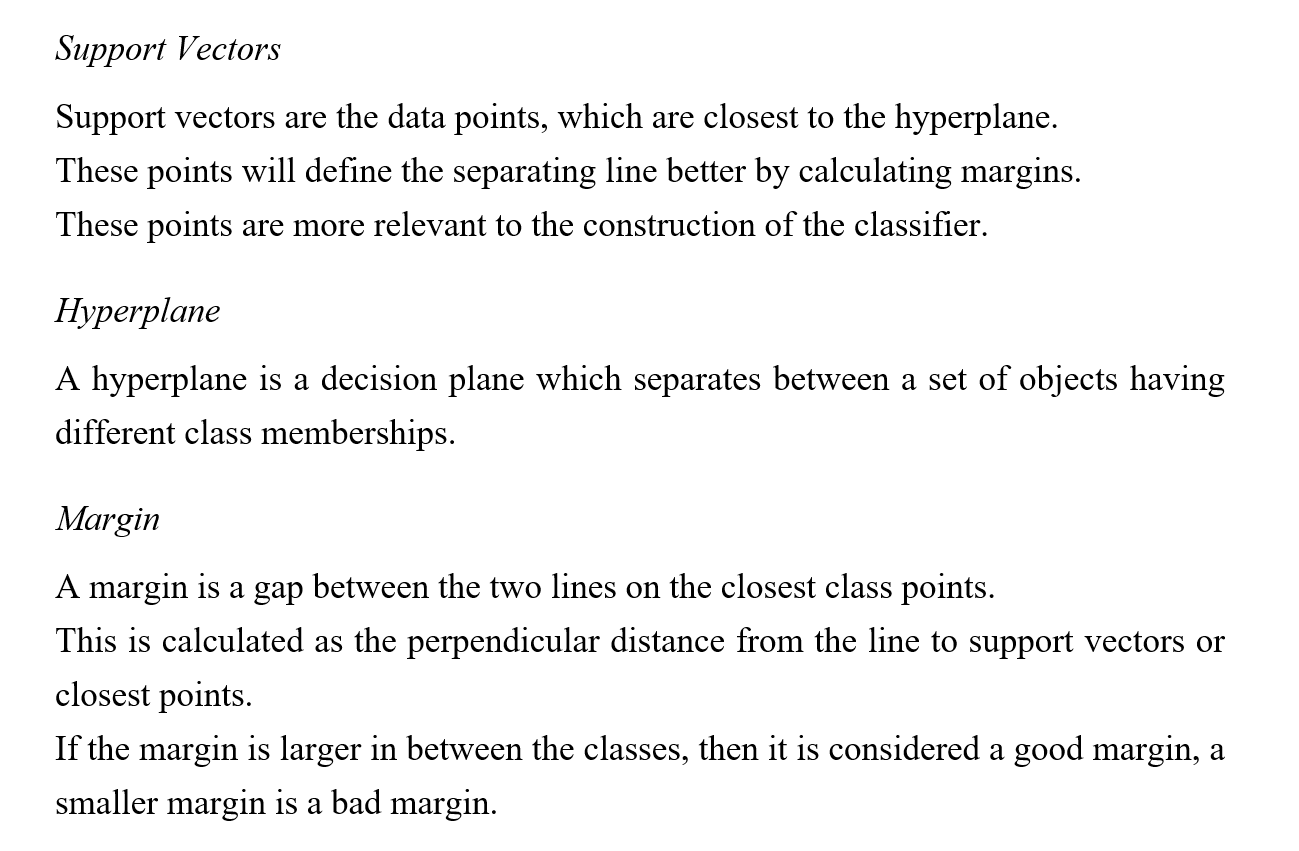 Support Vectors
Support vectors are the data points, which are closest to the hyperplane.
These points will define the separating line better by calculating margins.
These points are more relevant to the construction of the classifier.
Hyperplane
A hyperplane is a decision plane which separates between a set of objects having
different class memberships.
Margin
A margin is a gap between the two lines on the closest class points.
This is calculated as the perpendicular distance from the line to support vectors or
closest points.
If the margin is larger in between the classes, then it is considered a good margin, a
smaller margin is a bad margin.